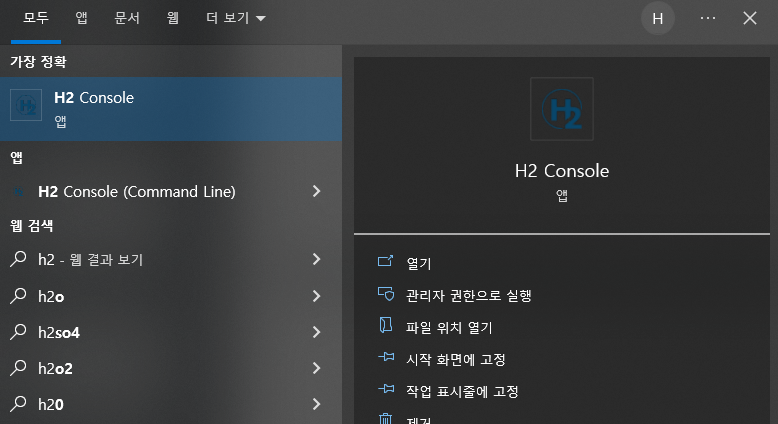 모두 앱 문서 웹 더 보기 H ...
가장 정확
H2 Console
앱
앱
H2 Console (Command Line)
웹 검색
h2 - 웹 결과 보기
h2o
h2so4
h2o2
h20
H2
H2 Console
앱
열기
관리자 권한으로 실행
파일 위치 열기
시작 화면에 고정
작업 표시줄에 고정
제거